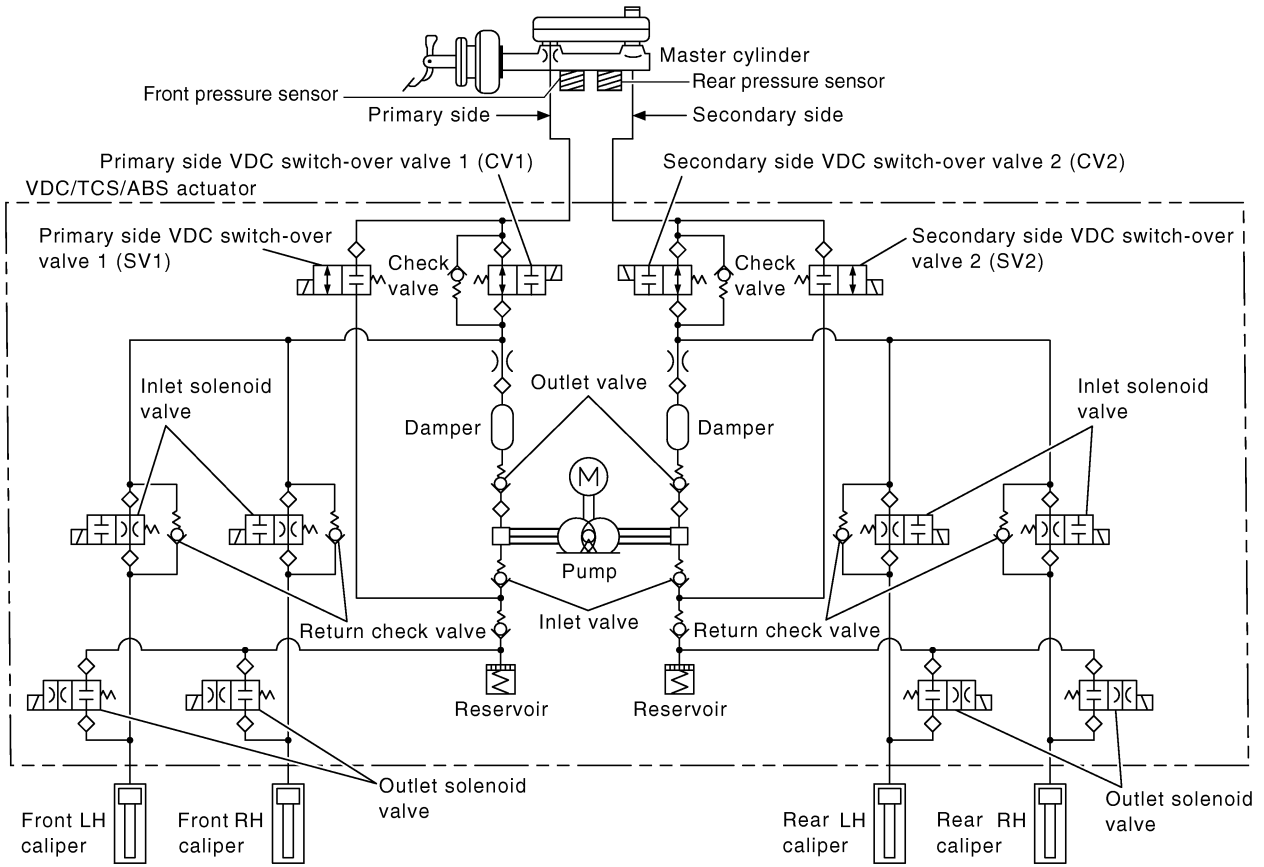 Master cylinder
Front pressure sensor
Rear pressure sensor
Primary side
Secondary side
Primary side VDC switch-over valve 1 (CV1)
Secondary side VDC switch-over valve 2 (CV2)
VDC/TCS/ABS actuator
Primary side VDC switch-over
valve 1 (SV1)
Check
valve
Check
valve
Secondary side VDC switch-over
valve 2 (SV2)
Inlet solenoid
valve
Outlet valve
Inlet solenoid
valve
Damper
Damper
M
Pump
Return check valve
Inlet valve
Return check valve
Reservoir
Reservoir
Outlet solenoid
valve
Outlet solenoid
valve
Front LH
caliper
Front RH
caliper
Rear LH
caliper
Rear RH
caliper